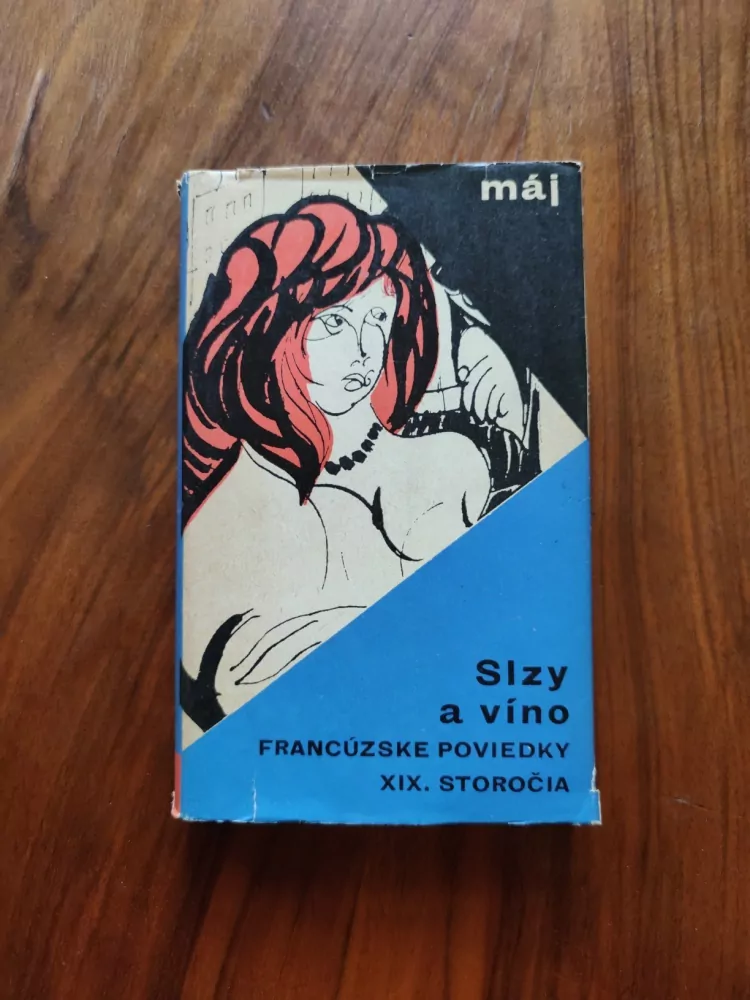 máj
Slzy
a víno
FRANCÚZSKE POVIEDKY
XIX. STOROČIA